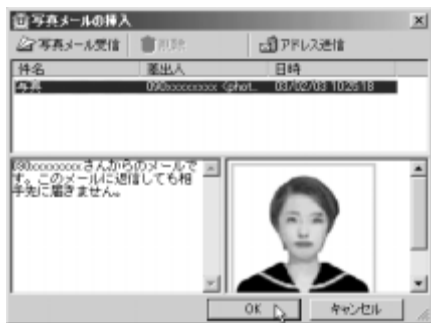 写真メールの挿入
写真メール受信 削除 アドレス送信
件名 差出人 日時
写真 090xxxxxxxx <phot... 03/02/03 10:25:18
090xxxxxxxxさんからのメールで
す。このメールに返信しても相
手先に届きません。
OK キャンセル